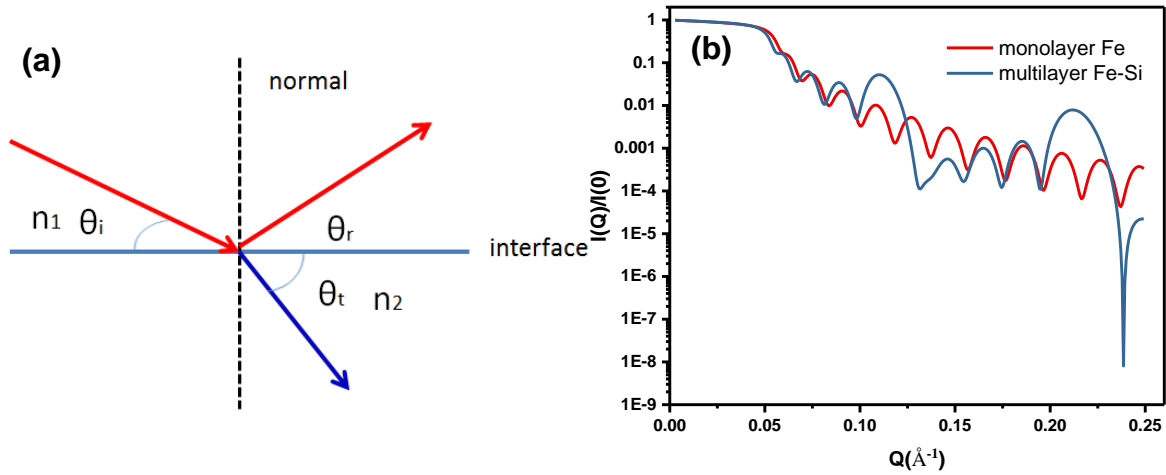 (a)
normal
n1 θi
θr
interface
θt
n2
(b)
monolayer Fe
multilayer Fe-Si
I(Q)/I(0)
1
0.1
0.01
0.001
1E-4
1E-5
1E-6
1E-7
1E-8
1E-9
0.00 0.05 0.10 0.15 0.20 0.25
Q(Å⁻¹)